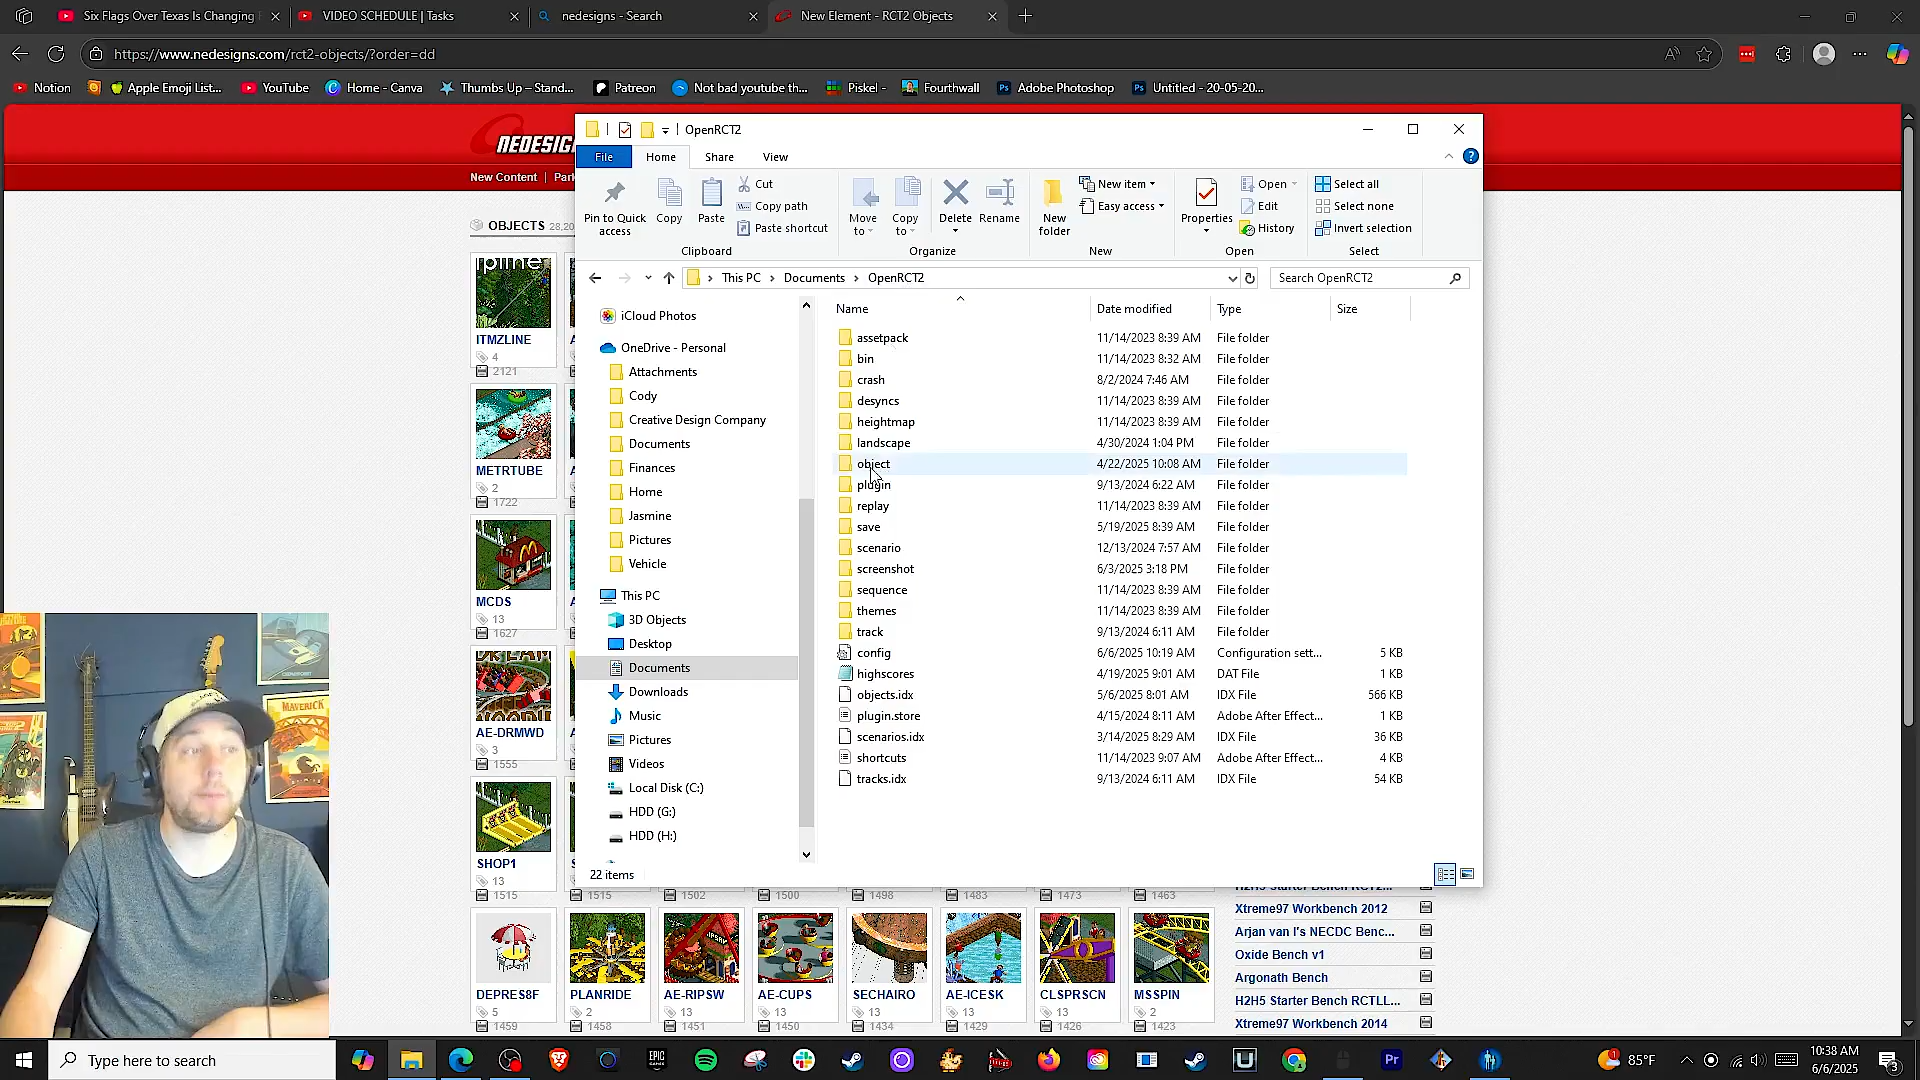 Six Flags Over Texas Is Changing
VIDEO SCHEDULE | Tasks
nedesigns - Search
New Element - RCT2 Objects
https://www.nedesigns.com/rct2-objects/?order=dd
Notion
Apple Emoji List...
YouTube
Home - Canva
Thumbs Up – Stand...
Patreon
Not bad youtube th...
Piskel -
Fourthwall
Adobe Photoshop
Untitled - 20-05-20...
NEDESIGNS
New Content | Park
OBJECTS 28,20
OpenRCT2
File Home Share View
Pin to Quick access
Copy
Paste
Cut
Copy path
Paste shortcut
Move to
Copy to
Delete
Rename
New folder
New item
Easy access
Properties
Open
Edit
History
Select all
Select none
Invert selection
Clipboard Organize New Open Select
This PC > Documents > OpenRCT2
Search OpenRCT2
iCloud Photos
OneDrive - Personal
Attachments
Cody
Creative Design Company
Documents
Finances
Home
Jasmine
Pictures
Vehicle
This PC
3D Objects
Desktop
Documents
Downloads
Music
Pictures
Videos
Local Disk (C:)
HDD (G:)
HDD (H:)
Name Date modified Type Size
assetpack 11/14/2023 8:39 AM File folder
bin 11/14/2023 8:32 AM File folder
crash 8/2/2024 7:46 AM File folder
desyncs 11/14/2023 8:39 AM File folder
heightmap 11/14/2023 8:39 AM File folder
landscape 4/30/2024 1:04 PM File folder
object 4/22/2025 10:08 AM File folder
plugin 9/13/2024 6:22 AM File folder
replay 11/14/2023 8:39 AM File folder
save 5/19/2025 8:39 AM File folder
scenario 12/13/2024 7:57 AM File folder
screenshot 6/3/2025 3:18 PM File folder
sequence 11/14/2023 8:39 AM File folder
themes 11/14/2023 8:39 AM File folder
track 9/13/2024 6:11 AM File folder
config 6/6/2025 10:19 AM Configuration sett... 5 KB
highscores 4/19/2025 9:01 AM DAT File 1 KB
objects.idx 5/6/2025 8:01 AM IDX File 566 KB
plugin.store 4/15/2024 8:11 AM Adobe After Effect... 1 KB
scenarios.idx 3/14/2025 8:29 AM IDX File 36 KB
shortcuts 11/14/2023 9:07 AM Adobe After Effect... 4 KB
tracks.idx 9/13/2024 6:11 AM IDX File 54 KB
22 items
ITMZLINE
4
2121
METRTUBE
2
1722
MCDS
13
1627
AE-DRMWD
3
1555
SHOP1
13
1515 1515 1502 1500 1498 1483 1473 1463
DEPRES8F PLANRIDE AE-RIPSW AE-CUPS SECHAIRO AE-ICESK CLSPRSCN MSSPIN
5 2 13 13 13 13 13 2
1459 1458 1451 1450 1434 1429 1426 1423
H2H5 Starter Bench RCT2...
Xtreme97 Workbench 2012
Arjan van I's NECDC Benc...
Oxide Bench v1
Argonath Bench
H2H5 Starter Bench RCTLL...
Xtreme97 Workbench 2014
MAVERICK
Type here to search
EPIC GAMES
Pr
85°F
10:38 AM
6/6/2025
3